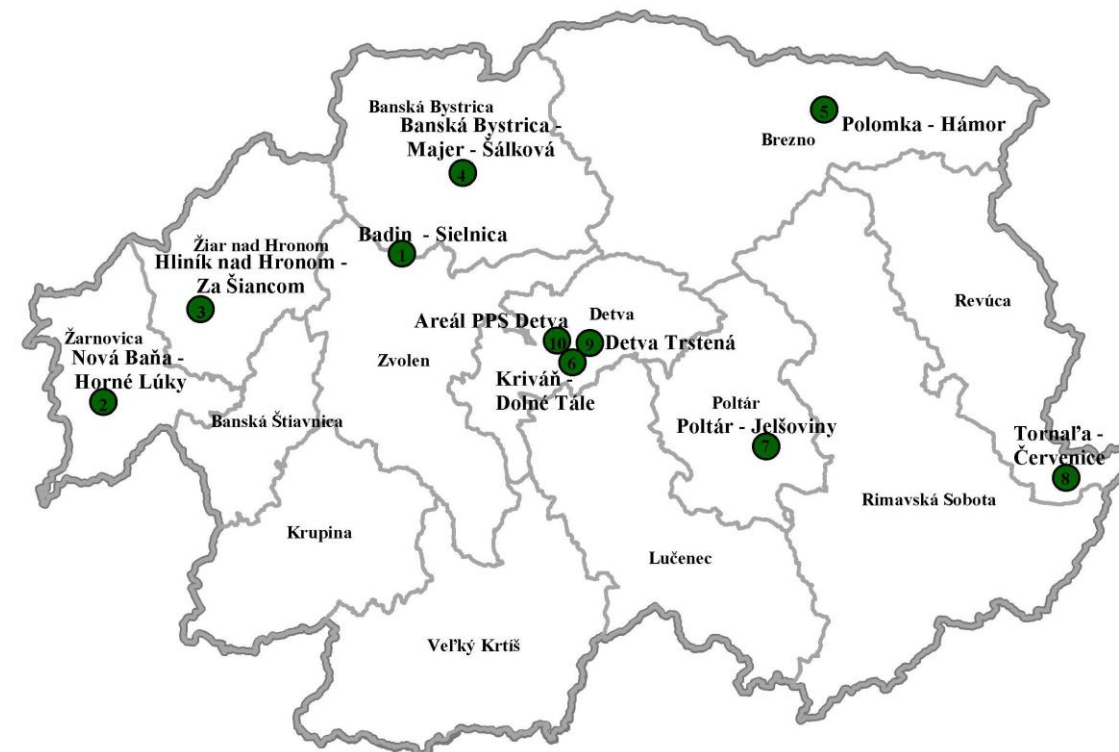 Banská Bystrica
Banská Bystrica -
Majer - Šálková
4
5
Polomka - Hámor
Brezno
Badín - Sielnica
1
Žiar nad Hronom
Hliník nad Hronom -
Za Šiancom
3
Žarnovica
Nová Baňa -
Horné Lúky
2
Areál PPS Detva
10
Detva
9
Detva Trstená
6
Kriváň -
Dolné Tále
Zvolen
Banská Štiavnica
Revúca
Poltár
Poltár - Jelšoviny
7
Tornaľa -
Červenice
8
Rimavská Sobota
Krupina
Lučenec
Veľký Krtíš